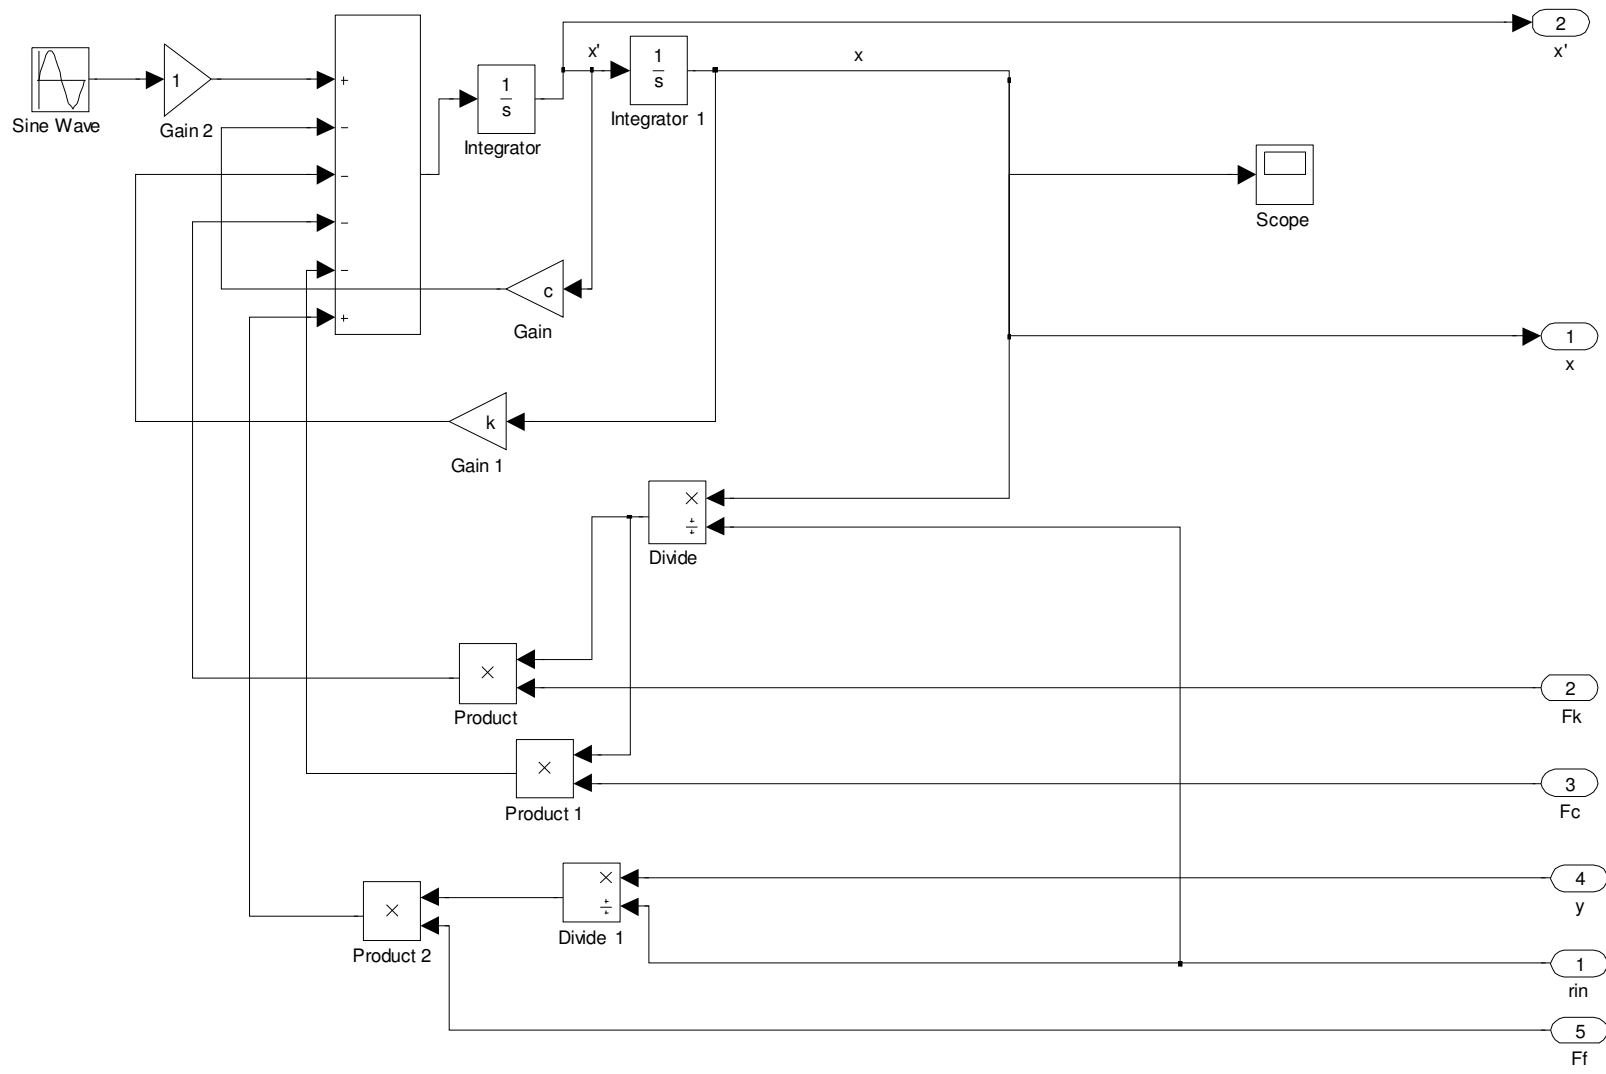 2
x'
x'
x
1
s
Integrator 1
1
s
Integrator
Sine Wave
1
Gain 2
+
−
−
−
−
+
Scope
c
Gain
1
x
k
Gain 1
×
÷
Divide
×
Product
2
Fk
×
Product 1
3
Fc
×
÷
Divide 1
4
y
×
Product 2
1
rin
5
Ff